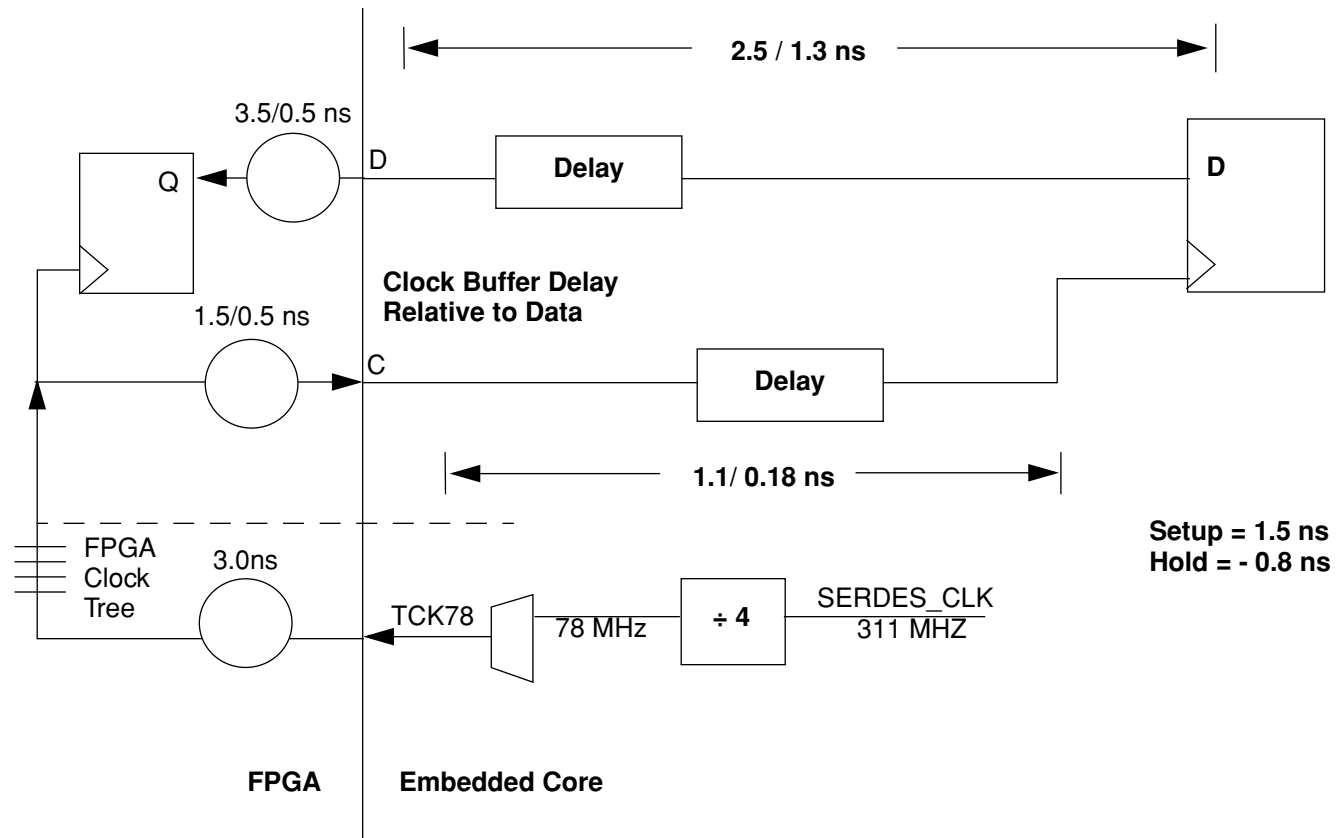 2.5 / 1.3 ns
3.5/0.5 ns
D
Delay
D
Q
Clock Buffer Delay
Relative to Data
1.5/0.5 ns
C
Delay
1.1/ 0.18 ns
Setup = 1.5 ns
Hold = - 0.8 ns
FPGA
Clock
Tree
3.0ns
TCK78
78 MHz
÷ 4
SERDES_CLK
311 MHZ
FPGA
Embedded Core